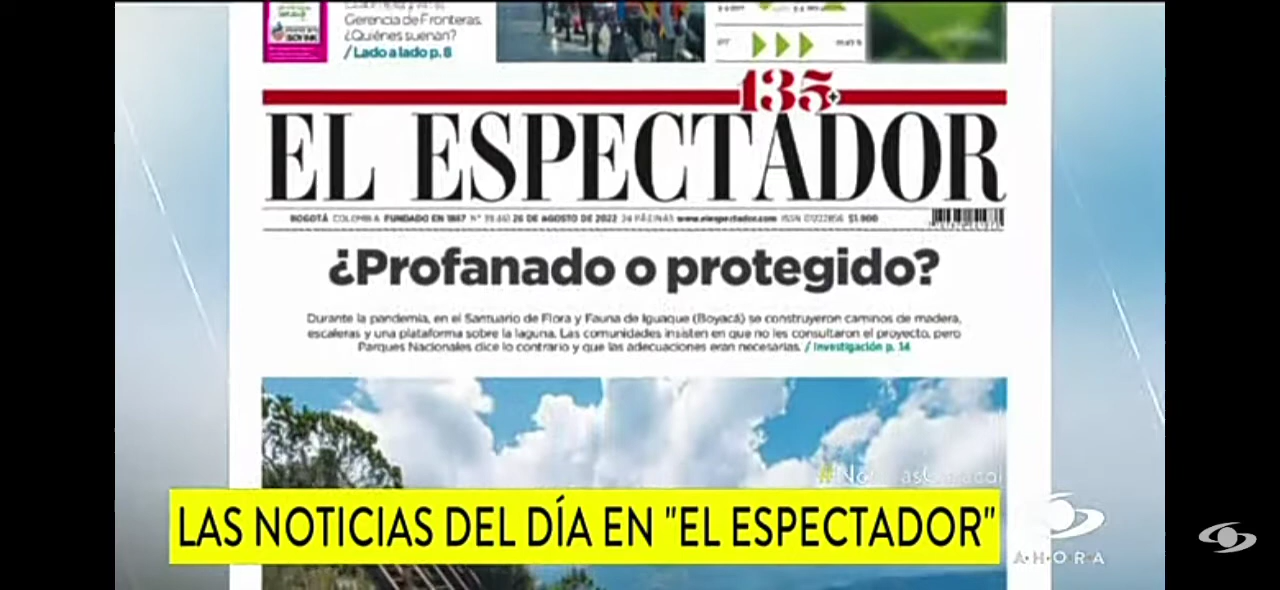 Gerencia de Fronteras.
¿Quiénes suenan?
/ Lado a lado p. 8
135+
EL ESPECTADOR
BOGOTÁ COLOMBIA FUNDADO EN 1887 N° 26 DE AGOSTO DE 2022 24 PÁGINAS www.elespectador.com ISSN 01222856 $1.800
¿Profanado o protegido?
Durante la pandemia, en el Santuario de Flora y Fauna de Iguaque (Boyacá) se construyeron caminos de madera,
escaleras y una plataforma sobre la laguna. Las comunidades insisten en que no les consultaron el proyecto, pero
Parques Nacionales dice lo contrario y que las adecuaciones eran necesarias. / Investigación p. 14
LAS NOTICIAS DEL DÍA EN "EL ESPECTADOR"
AHORA